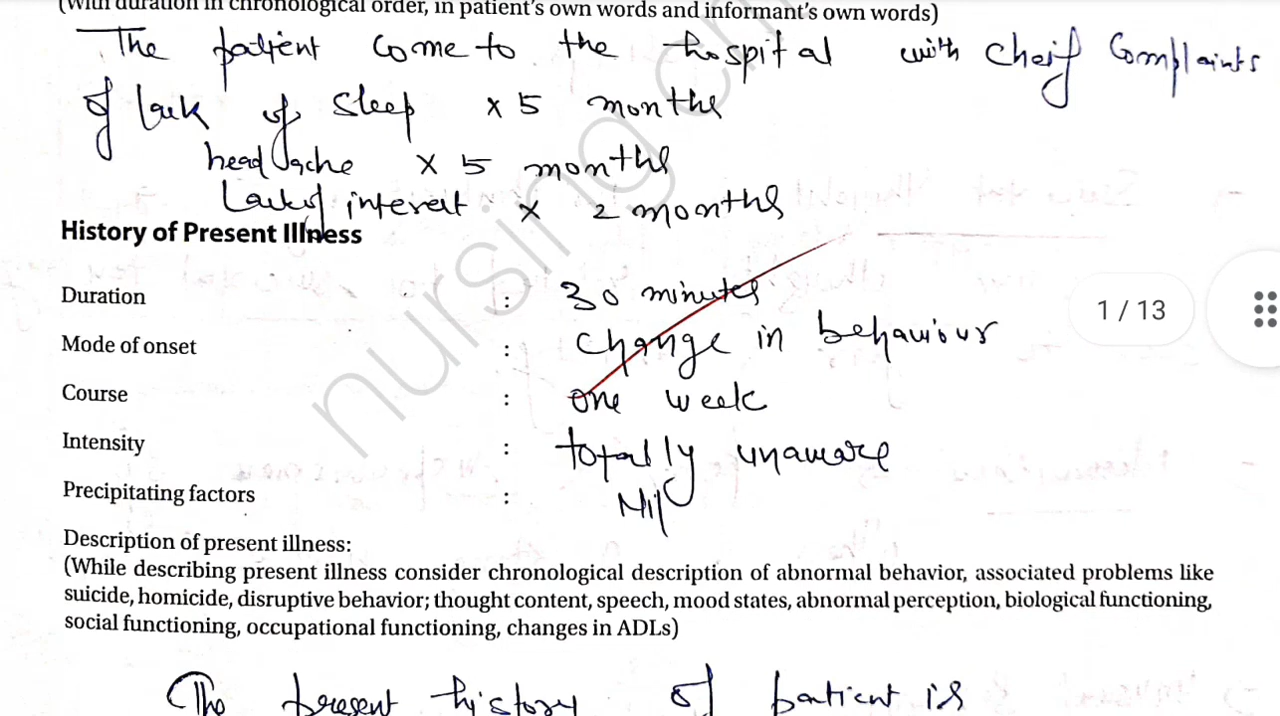 (With duration in chronological order, in patient's own words and informant's own words)
The patient come to the hospital with cheif complaints
of lack of sleep x 5 months
headache x 5 months
Lack of interest x 2 months
History of Present Illness
Duration : 30 minutes
Mode of onset : change in behaviour
Course : one week
1 / 13
Intensity : totally unaware
Precipitating factors : Nil
Description of present illness:
(While describing present illness consider chronological description of abnormal behavior, associated problems like
suicide, homicide, disruptive behavior; thought content, speech, mood states, abnormal perception, biological functioning,
social functioning, occupational functioning, changes in ADLs)
The present history of patient is
nursing